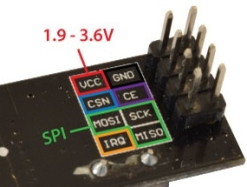 1.9 - 3.6V
VCC GND
CSN CE
SPI MOSI SCK
IRQ MISO